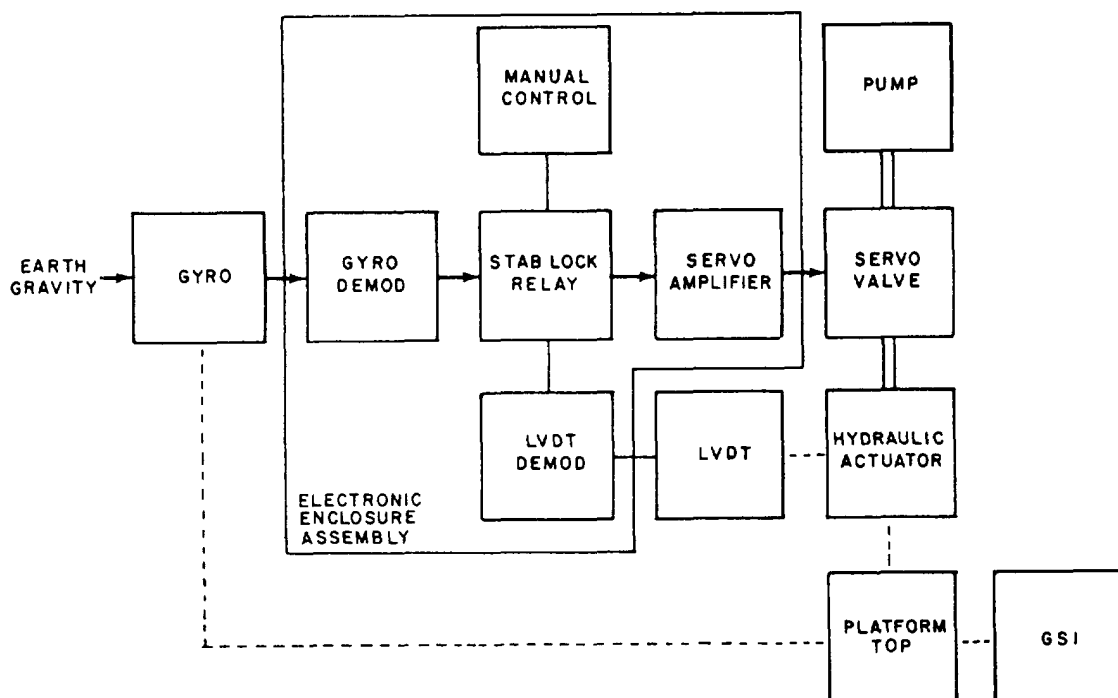 MANUAL
CONTROL
PUMP
EARTH
GRAVITY
GYRO
GYRO
DEMOD
STAB LOCK
RELAY
SERVO
AMPLIFIER
SERVO
VALVE
LVDT
DEMOD
LVDT
HYDRAULIC
ACTUATOR
ELECTRONIC
ENCLOSURE
ASSEMBLY
PLATFORM
TOP
GSI